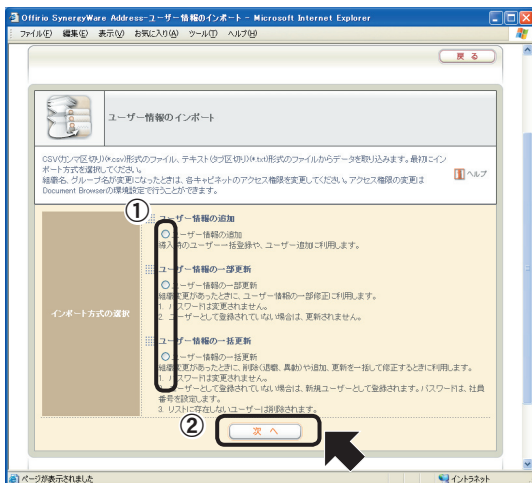 Offirio SynergyWare Address-ユーザー情報のインポート - Microsoft Internet Explorer
ファイル(F) 編集(E) 表示(V) お気に入り(A) ツール(T) ヘルプ(H)
戻 る
ユーザー情報のインポート
CSV(カンマ区切り)(*.csv)形式のファイル、テキスト(タブ区切り)(*.txt)形式のファイルからデータを取り込みます。最初にイン
ポート方式を選択してください。
組織名、グループ名が変更になったときは、各キャビネットのアクセス権限を変更してください。アクセス権限の変更は
Document Browserの環境設定で行うことができます。
ヘルプ
①
インポート方式の選択
ユーザー情報の追加
ユーザー情報の追加
導入時のユーザー一括登録や、ユーザー追加に利用します。
ユーザー情報の一部更新
ユーザー情報の一部更新
組織変更があったときに、ユーザー情報の一部修正に利用します。
1. パスワードは変更されません。
2. ユーザーとして登録されていない場合は、更新されません。
ユーザー情報の一括更新
ユーザー情報の一括更新
組織変更があったときに、削除(退職、異動)や追加、更新を一括して修正するときに利用します。
1. パスワードは変更されません。
ユーザーとして登録されていない場合は、新規ユーザーとして登録されます。パスワードは、社員
番号を設定します。
3. リストに存在しないユーザーは削除されます。
②
次 へ
ページが表示されました
イントラネット